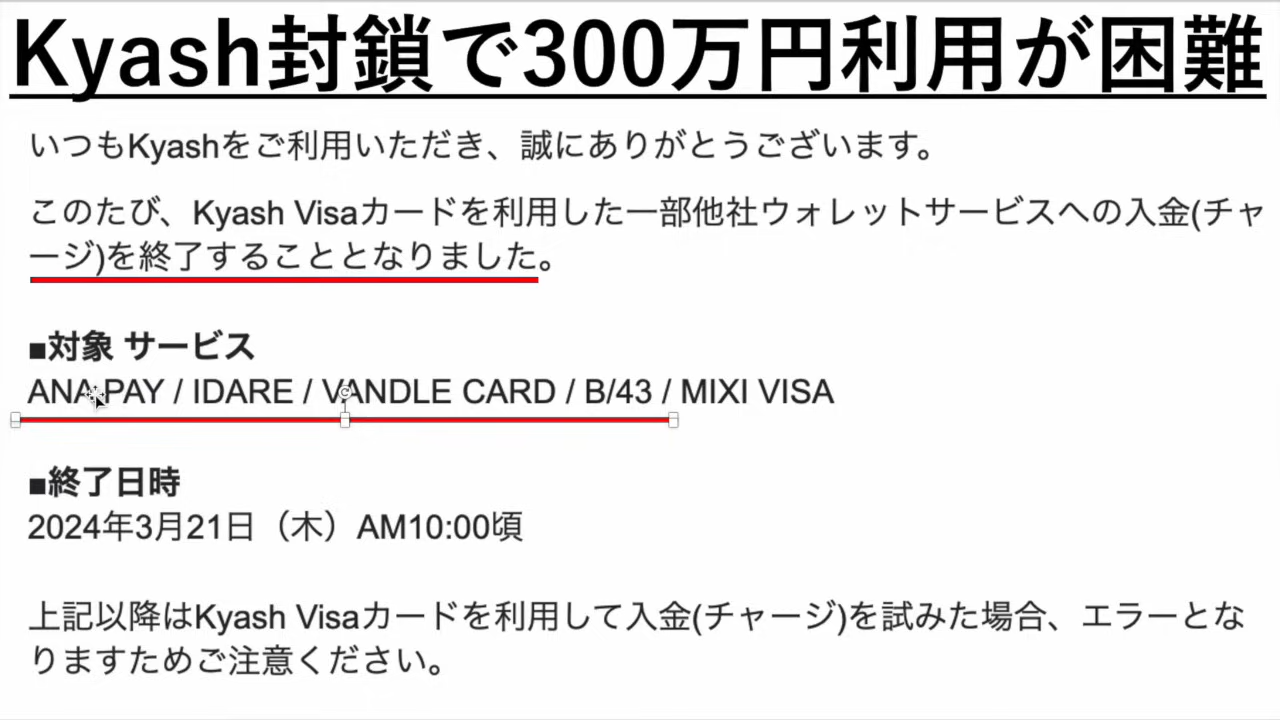 Kyash封鎖で300万円利用が困難
いつもKyashをご利用いただき、誠にありがとうございます。
このたび、Kyash Visaカードを利用した一部他社ウォレットサービスへの入金(チャ
ージ)を終了することとなりました。
■対象 サービス
ANA PAY / IDARE / VANDLE CARD / B/43 / MIXI VISA
■終了日時
2024年3月21日（木）AM10:00頃
上記以降はKyash Visaカードを利用して入金(チャージ)を試みた場合、エラーとな
りますためご注意ください。